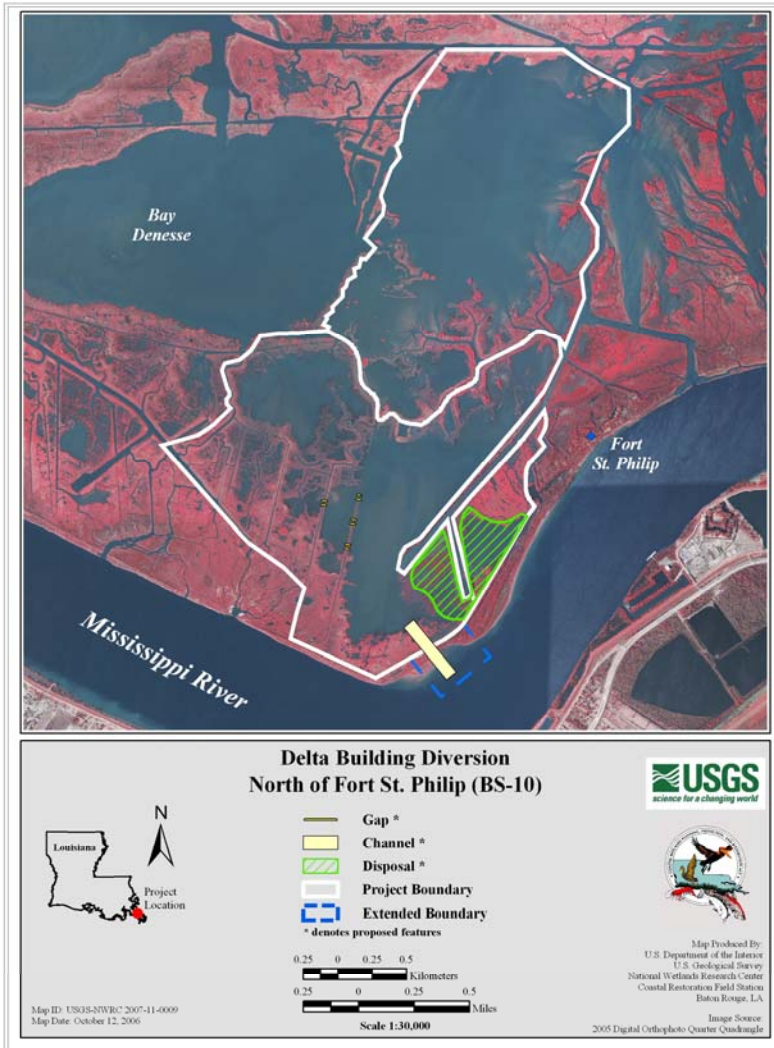 Bay
Denesse
Fort
St. Philip
Mississippi River
Delta Building Diversion
North of Fort St. Philip (BS-10)
USGS
science for a changing world
N
Louisiana
Project
Location
Gap *
Channel *
Disposal *
Project Boundary
Extended Boundary
* denotes proposed features
0.25 0 0.25 0.5
Kilometers
0.25 0 0.25 0.5
Miles
Scale 1:30,000
Map ID: USGS-NWRC 2007-11-0009
Map Date: October 12, 2006
Map Produced By:
U.S. Department of the Interior
U.S. Geological Survey
National Wetlands Research Center
Coastal Restoration Field Station
Baton Rouge, LA
Image Source:
2005 Digital Orthophoto Quarter Quadrangle